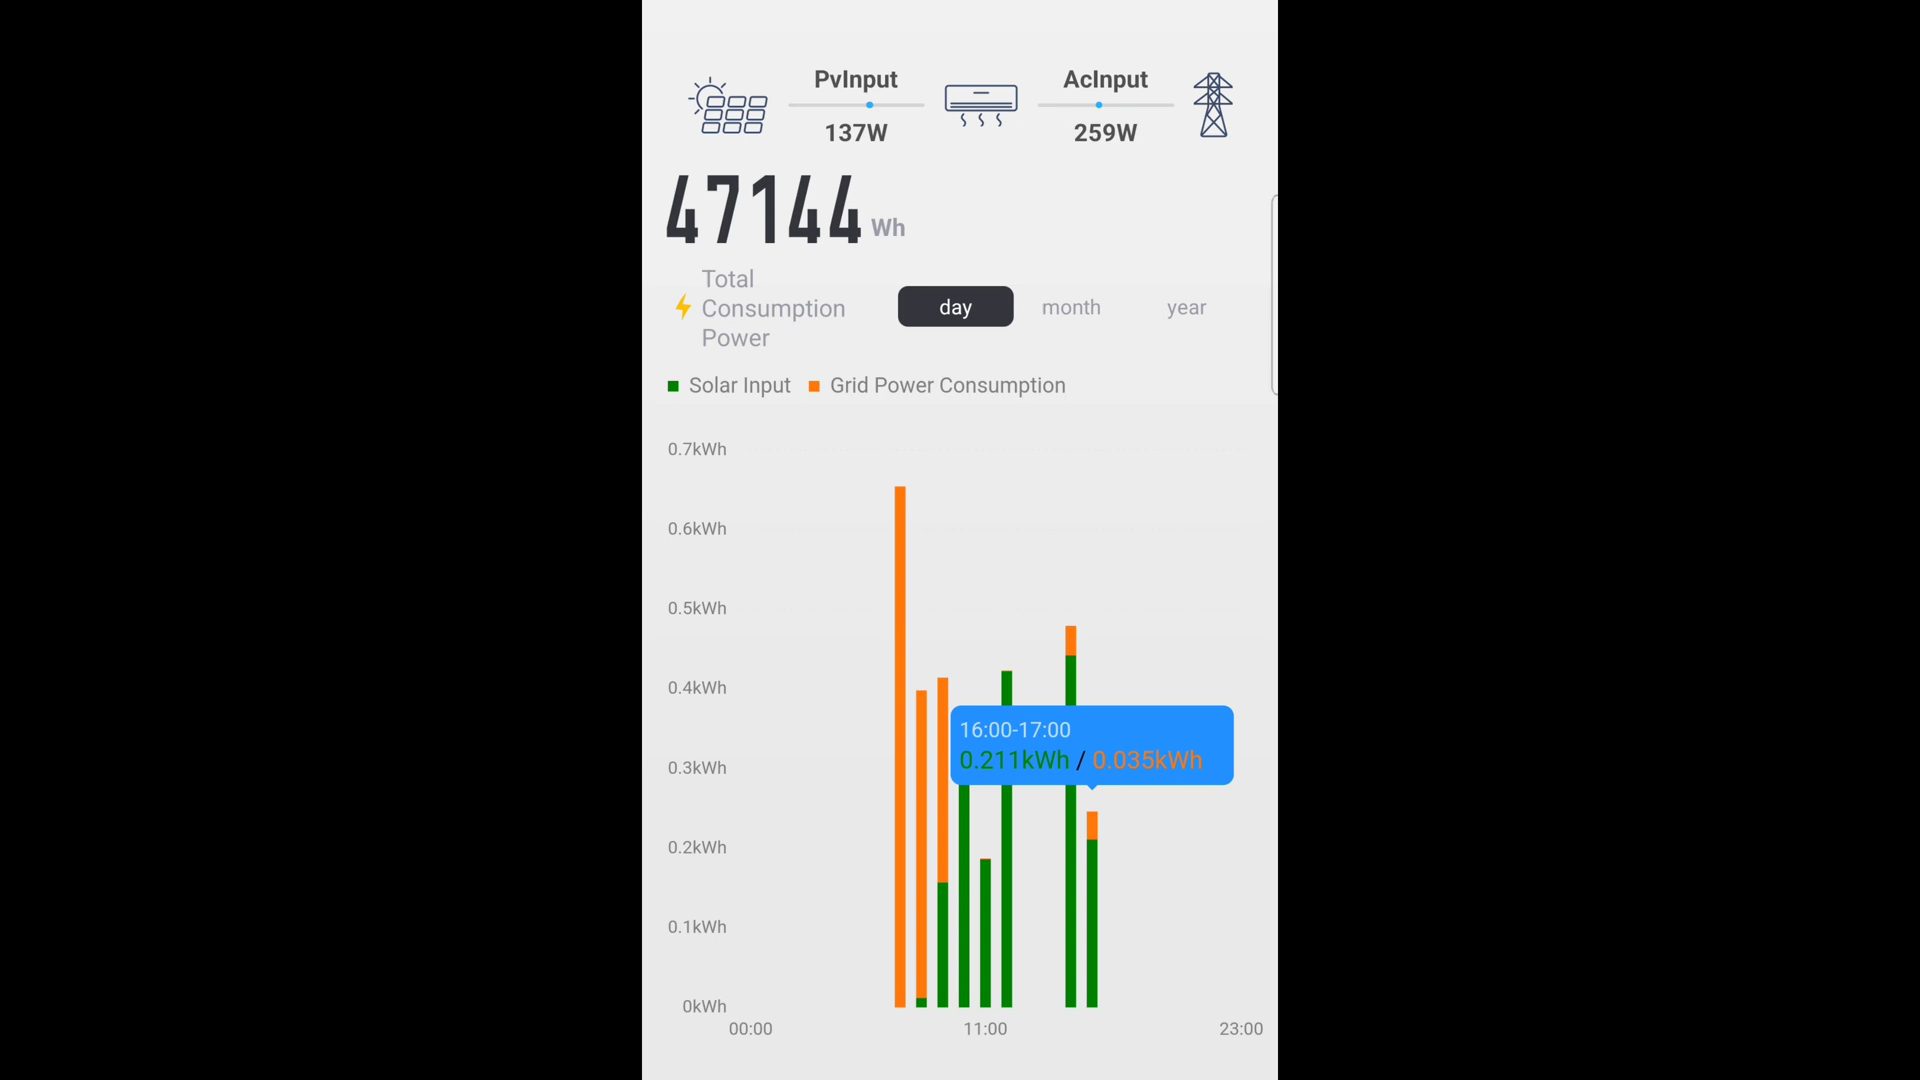 PvInput
AcInput
137W
259W
47144 Wh
Total
Consumption
Power
day
month
year
Solar Input
Grid Power Consumption
0.7kWh
0.6kWh
0.5kWh
0.4kWh
16:00-17:00
0.211kWh / 0.035kWh
0.3kWh
0.2kWh
0.1kWh
0kWh
00:00
11:00
23:00